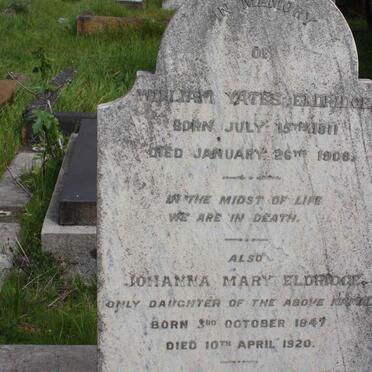 IN MEMORY
OF
WILLIAM YATES ELDRIDGE
BORN JULY 15TH 1811
DIED JANUARY 26TH 1908.
IN THE MIDST OF LIFE
WE ARE IN DEATH.
ALSO
JOHANNA MARY ELDRIDGE.
ONLY DAUGHTER OF THE ABOVE NAMED
BORN 3RD OCTOBER 1847
DIED 10TH APRIL 1920.